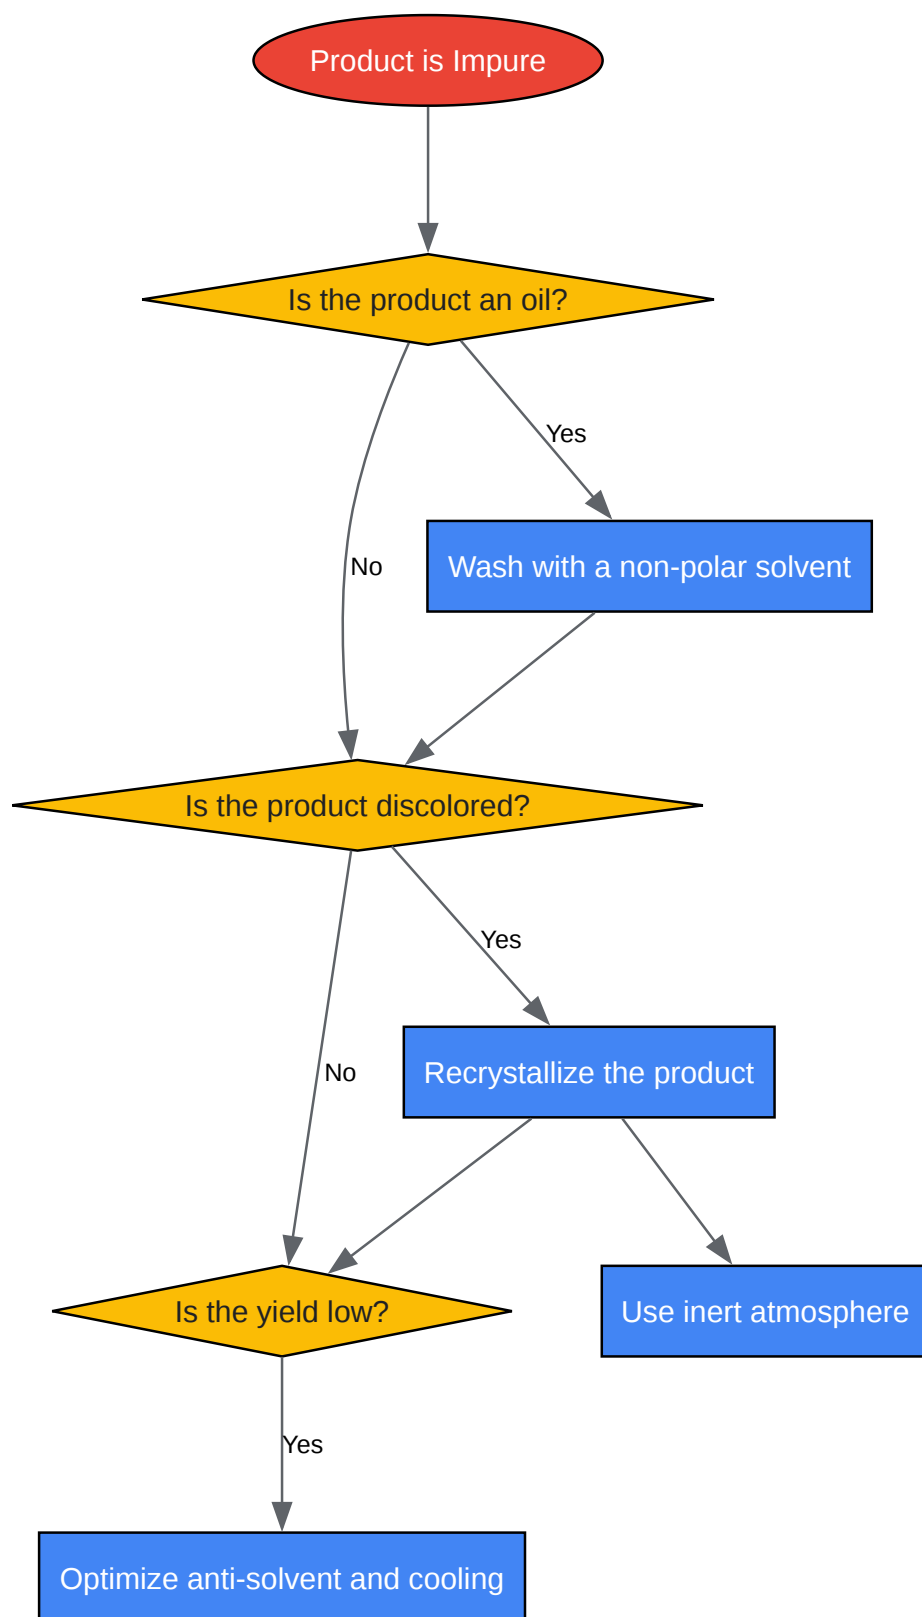 Product is Impure
Is the product an oil?
Yes
Wash with a non-polar solvent
No
Is the product discolored?
Yes
Recrystallize the product
No
Is the yield low?
Use inert atmosphere
Yes
Optimize anti-solvent and cooling